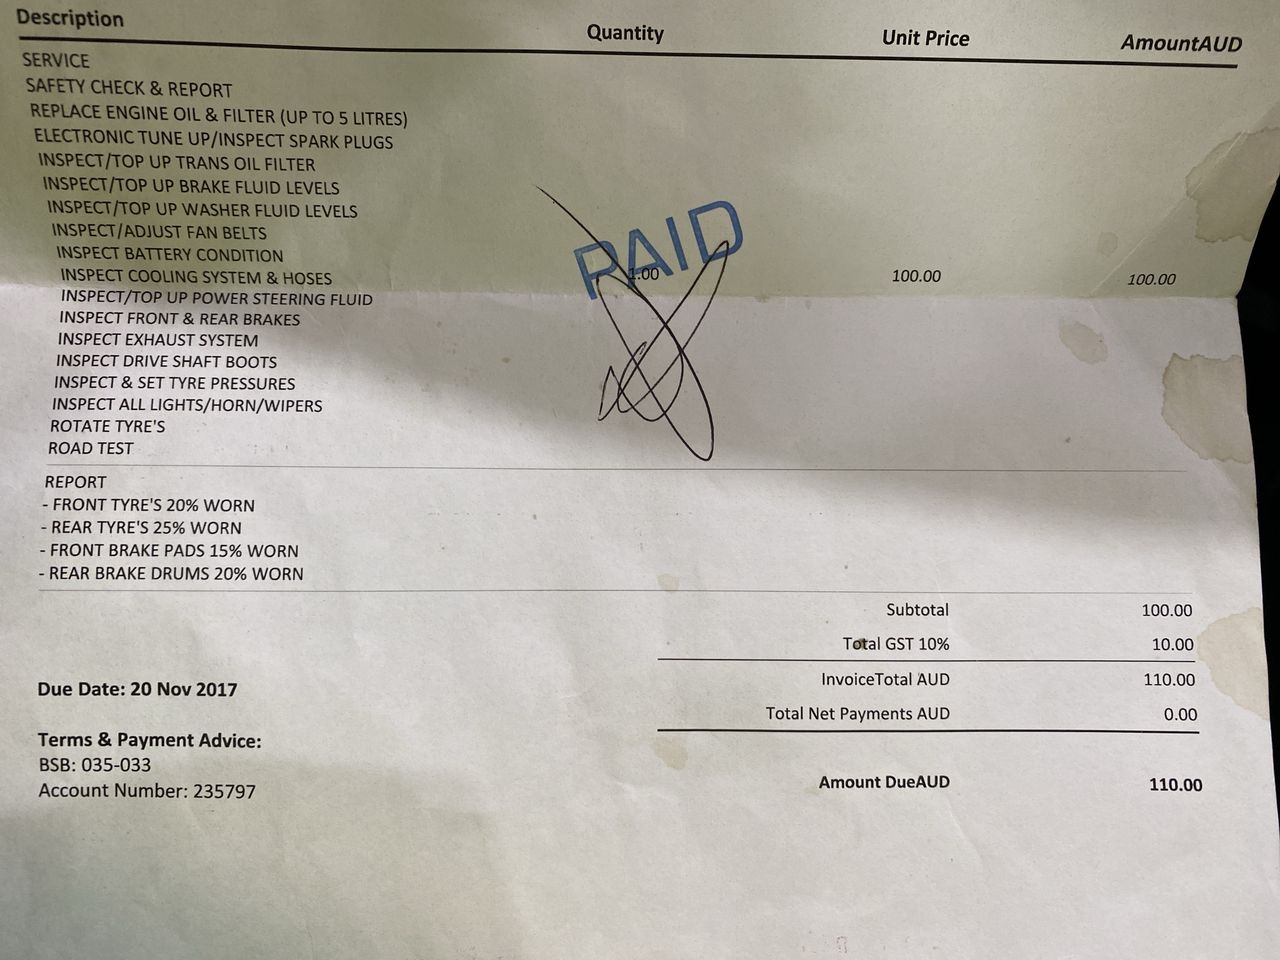 Description Quantity Unit Price AmountAUD
SERVICE
SAFETY CHECK & REPORT
REPLACE ENGINE OIL & FILTER (UP TO 5 LITRES)
ELECTRONIC TUNE UP/INSPECT SPARK PLUGS
INSPECT/TOP UP TRANS OIL FILTER
INSPECT/TOP UP BRAKE FLUID LEVELS
INSPECT/TOP UP WASHER FLUID LEVELS
INSPECT/ADJUST FAN BELTS
PAID
INSPECT BATTERY CONDITION
INSPECT COOLING SYSTEM & HOSES 1.00 100.00 100.00
INSPECT/TOP UP POWER STEERING FLUID
INSPECT FRONT & REAR BRAKES
INSPECT EXHAUST SYSTEM
INSPECT DRIVE SHAFT BOOTS
INSPECT & SET TYRE PRESSURES
INSPECT ALL LIGHTS/HORN/WIPERS
ROTATE TYRE'S
ROAD TEST
REPORT
- FRONT TYRE'S 20% WORN
- REAR TYRE'S 25% WORN
- FRONT BRAKE PADS 15% WORN
- REAR BRAKE DRUMS 20% WORN
Subtotal 100.00
Total GST 10% 10.00
InvoiceTotal AUD 110.00
Total Net Payments AUD 0.00
Amount DueAUD 110.00
Due Date: 20 Nov 2017
Terms & Payment Advice:
BSB: 035-033
Account Number: 235797